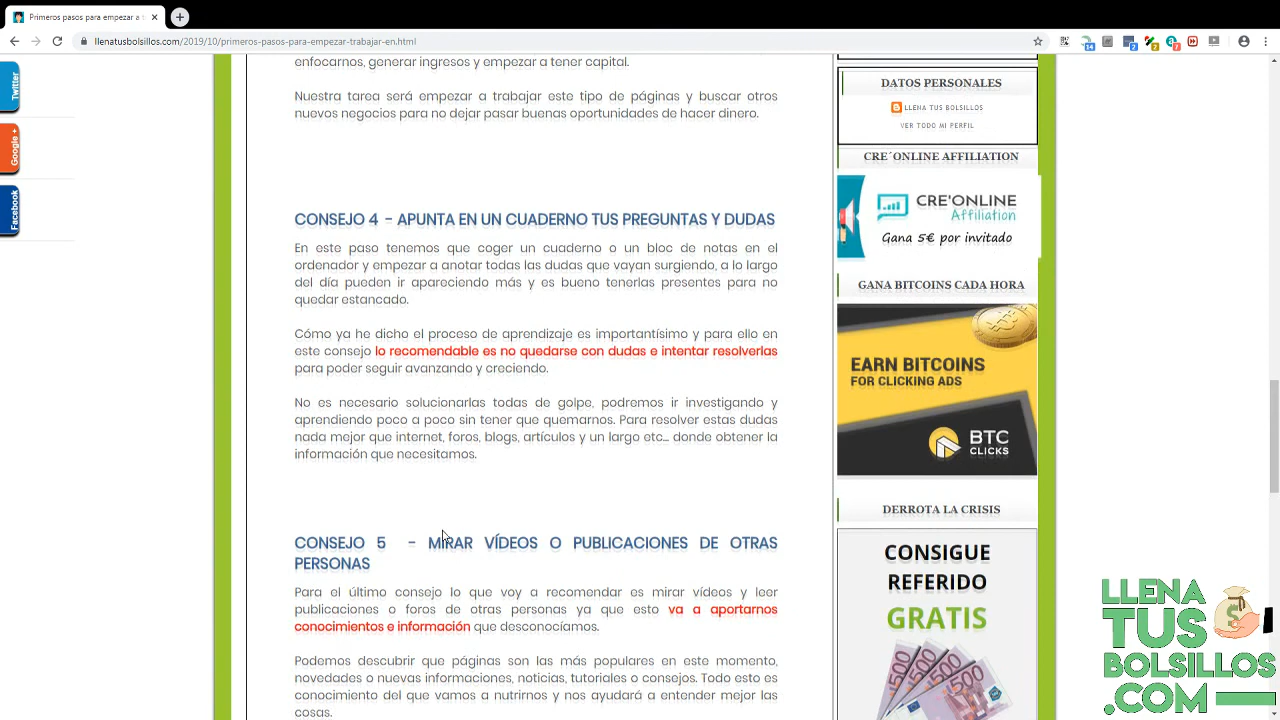 Primeros pasos para empezar a t
llenatusbolsillos.com/2019/10/primeros-pasos-para-empezar-trabajar-en.html
14
2
2
7
Twitter
Google +
Facebook
enfocarnos, generar ingresos y empezar a tener capital.
Nuestra tarea será empezar a trabajar este tipo de páginas y buscar otros
nuevos negocios para no dejar pasar buenas oportunidades de hacer dinero.
CONSEJO 4 - APUNTA EN UN CUADERNO TUS PREGUNTAS Y DUDAS
En este paso tenemos que coger un cuaderno o un bloc de notas en el
ordenador y empezar a anotar todas las dudas que vayan surgiendo, a lo largo
del día pueden ir apareciendo más y es bueno tenerlas presentes para no
quedar estancado.
Cómo ya he dicho el proceso de aprendizaje es importantísimo y para ello en
este consejo lo recomendable es no quedarse con dudas e intentar resolverlas
para poder seguir avanzando y creciendo.
No es necesario solucionarlas todas de golpe, podremos ir investigando y
aprendiendo poco a poco sin tener que quemarnos. Para resolver estas dudas
nada mejor que internet, foros, blogs, artículos y un largo etc... donde obtener la
información que necesitamos.
CONSEJO 5 - MIRAR VÍDEOS O PUBLICACIONES DE OTRAS
PERSONAS
Para el último consejo lo que voy a recomendar es mirar vídeos y leer
publicaciones o foros de otras personas ya que esto va a aportarnos
conocimientos e información que desconocíamos.
Podemos descubrir que páginas son las más populares en este momento,
novedades o nuevas informaciones, noticias, tutoriales o consejos. Todo esto es
conocimiento del que vamos a nutrirnos y nos ayudará a entender mejor las
cosas.
DATOS PERSONALES
LLENA TUS BOLSILLOS
VER TODO MI PERFIL
CRE´ONLINE AFFILIATION
CRE'ONLINE
Affiliation
Gana 5€ por invitado
GANA BITCOINS CADA HORA
EARN BITCOINS
FOR CLICKING ADS
BTC
CLICKS
DERROTA LA CRISIS
CONSIGUE
REFERIDO
GRATIS
500
500
500
500
LLENA
TUS
BOLSILLOS
.COM